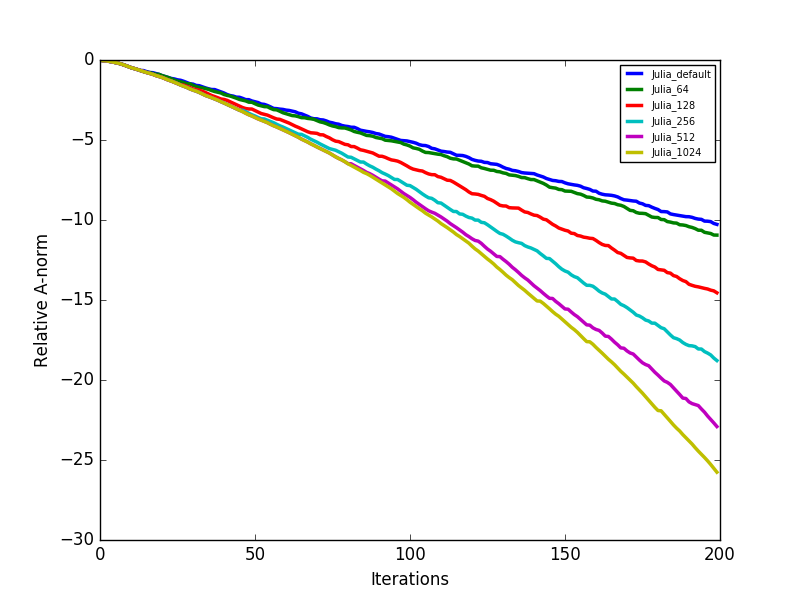 0
−5
−10
−15
−20
−25
−30
Relative A-norm
0 50 100 150 200
Iterations
Julia_default
Julia_64
Julia_128
Julia_256
Julia_512
Julia_1024